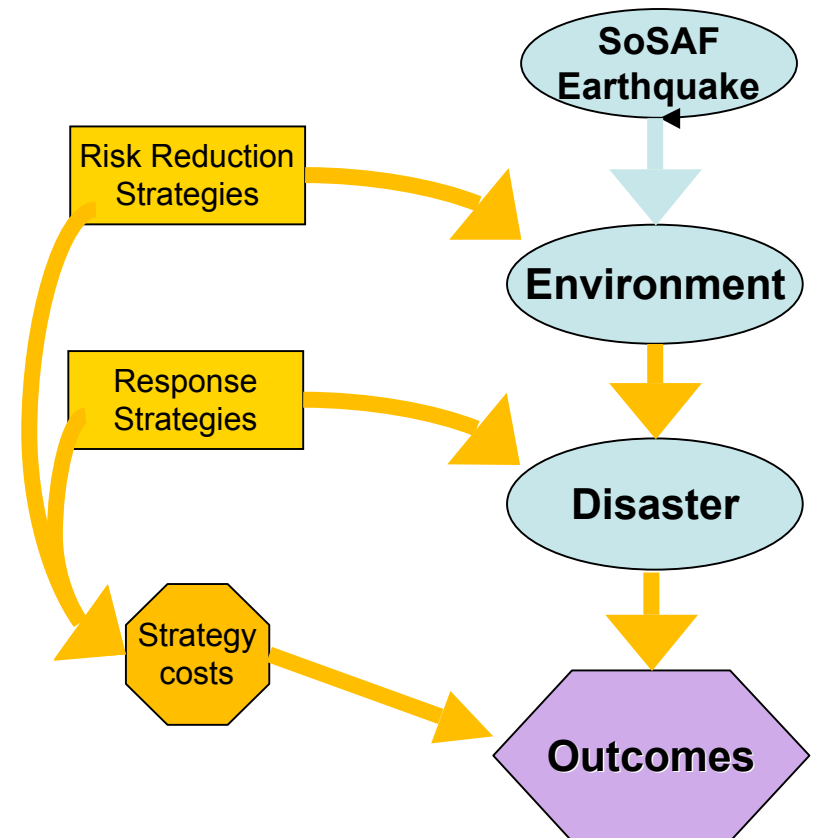 SoSAF
Earthquake
Risk Reduction
Strategies
Environment
Response
Strategies
Disaster
Strategy
costs
Outcomes